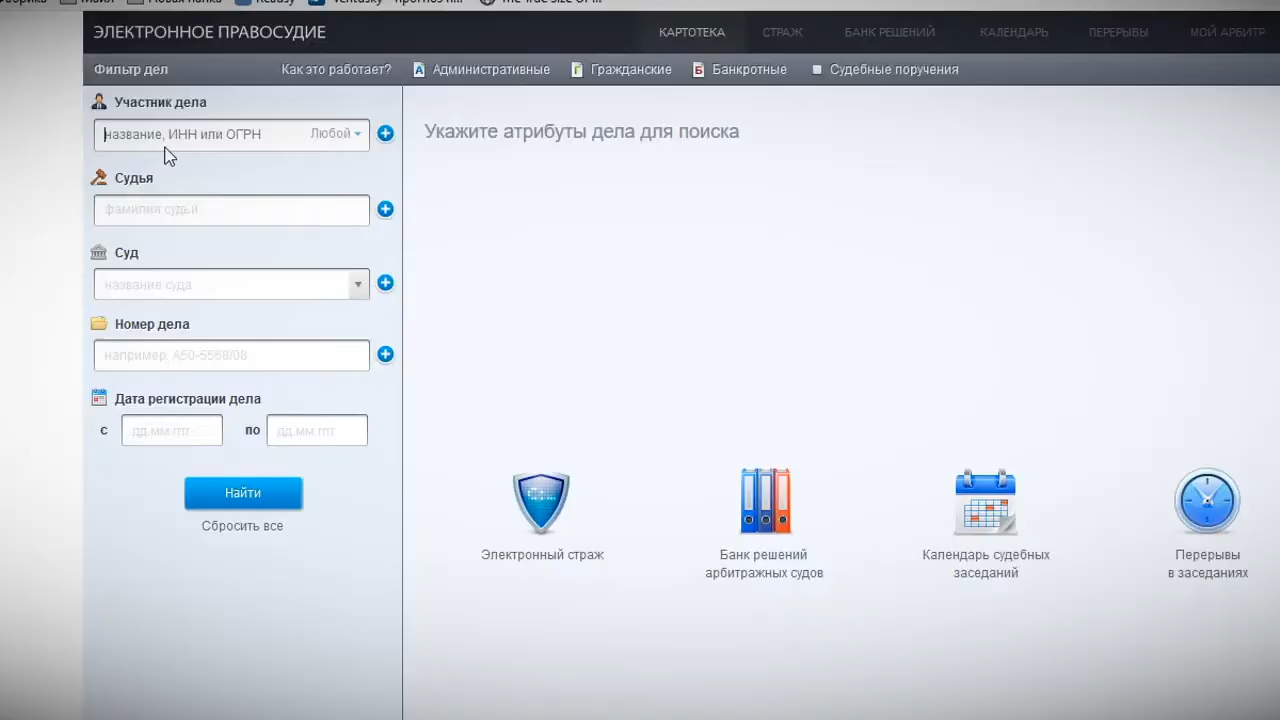 ЭЛЕКТРОННОЕ ПРАВОСУДИЕ
КАРТОТЕКА
СТРАЖ
БАНК РЕШЕНИЙ
КАЛЕНДАРЬ
ПЕРЕРЫВЫ
МОЙ АРБИТР
Фильтр дел
Как это работает?
А Административные
Г Гражданские
Б Банкротные
Судебные поручения
Участник дела
название, ИНН или ОГРН
Любой
Укажите атрибуты дела для поиска
Судья
фамилия судьи
Суд
название суда
Номер дела
например, А50-5568/08
Дата регистрации дела
с
дд.мм.гггг
по
дд.мм.гггг
Найти
Сбросить все
Электронный страж
Банк решений
арбитражных судов
Календарь судебных
заседаний
Перерывы
в заседаниях